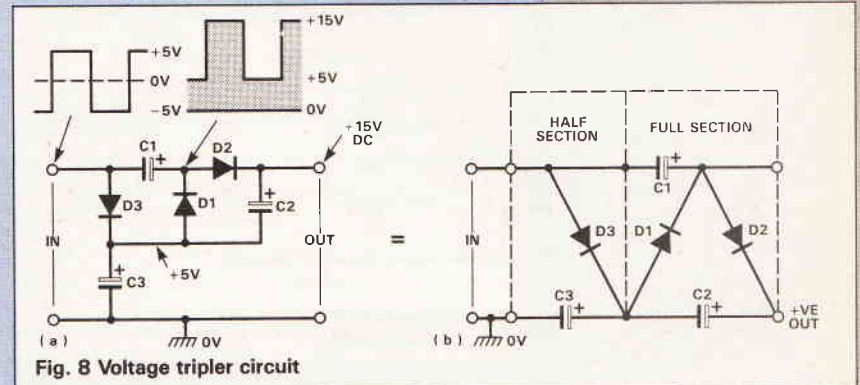 +5V
0V
-5V
+15V
+5V
0V
C1
D2
+15V
DC
D3
D1
C2
IN
+5V
OUT
C3
(a)
0V
=
HALF
SECTION
FULL SECTION
C1
IN
D3
D1
D2
C3
C2
+VE
OUT
(b)
0V
Fig. 8 Voltage tripler circuit